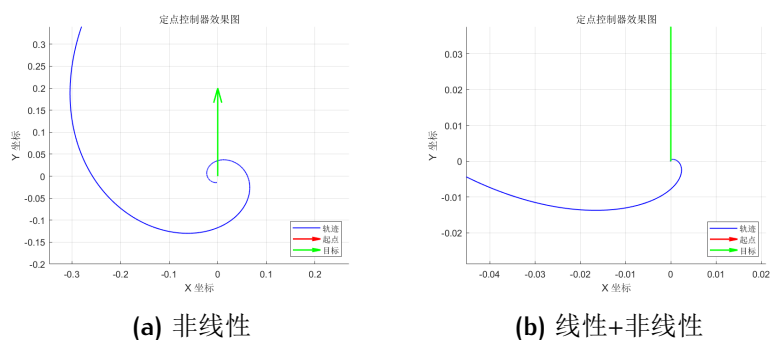 定点控制器效果图
0.3
0.25
0.2
0.15
0.1
0.05
0
-0.05
-0.1
-0.15
-0.2
Y 坐标
-0.3
-0.2
-0.1
0
0.1
0.2
X 坐标
轨迹
起点
目标
(a) 非线性
定点控制器效果图
0.03
0.02
0.01
0
-0.01
-0.02
Y 坐标
-0.04
-0.03
-0.02
-0.01
0
0.01
0.02
X 坐标
轨迹
起点
目标
(b) 线性+非线性